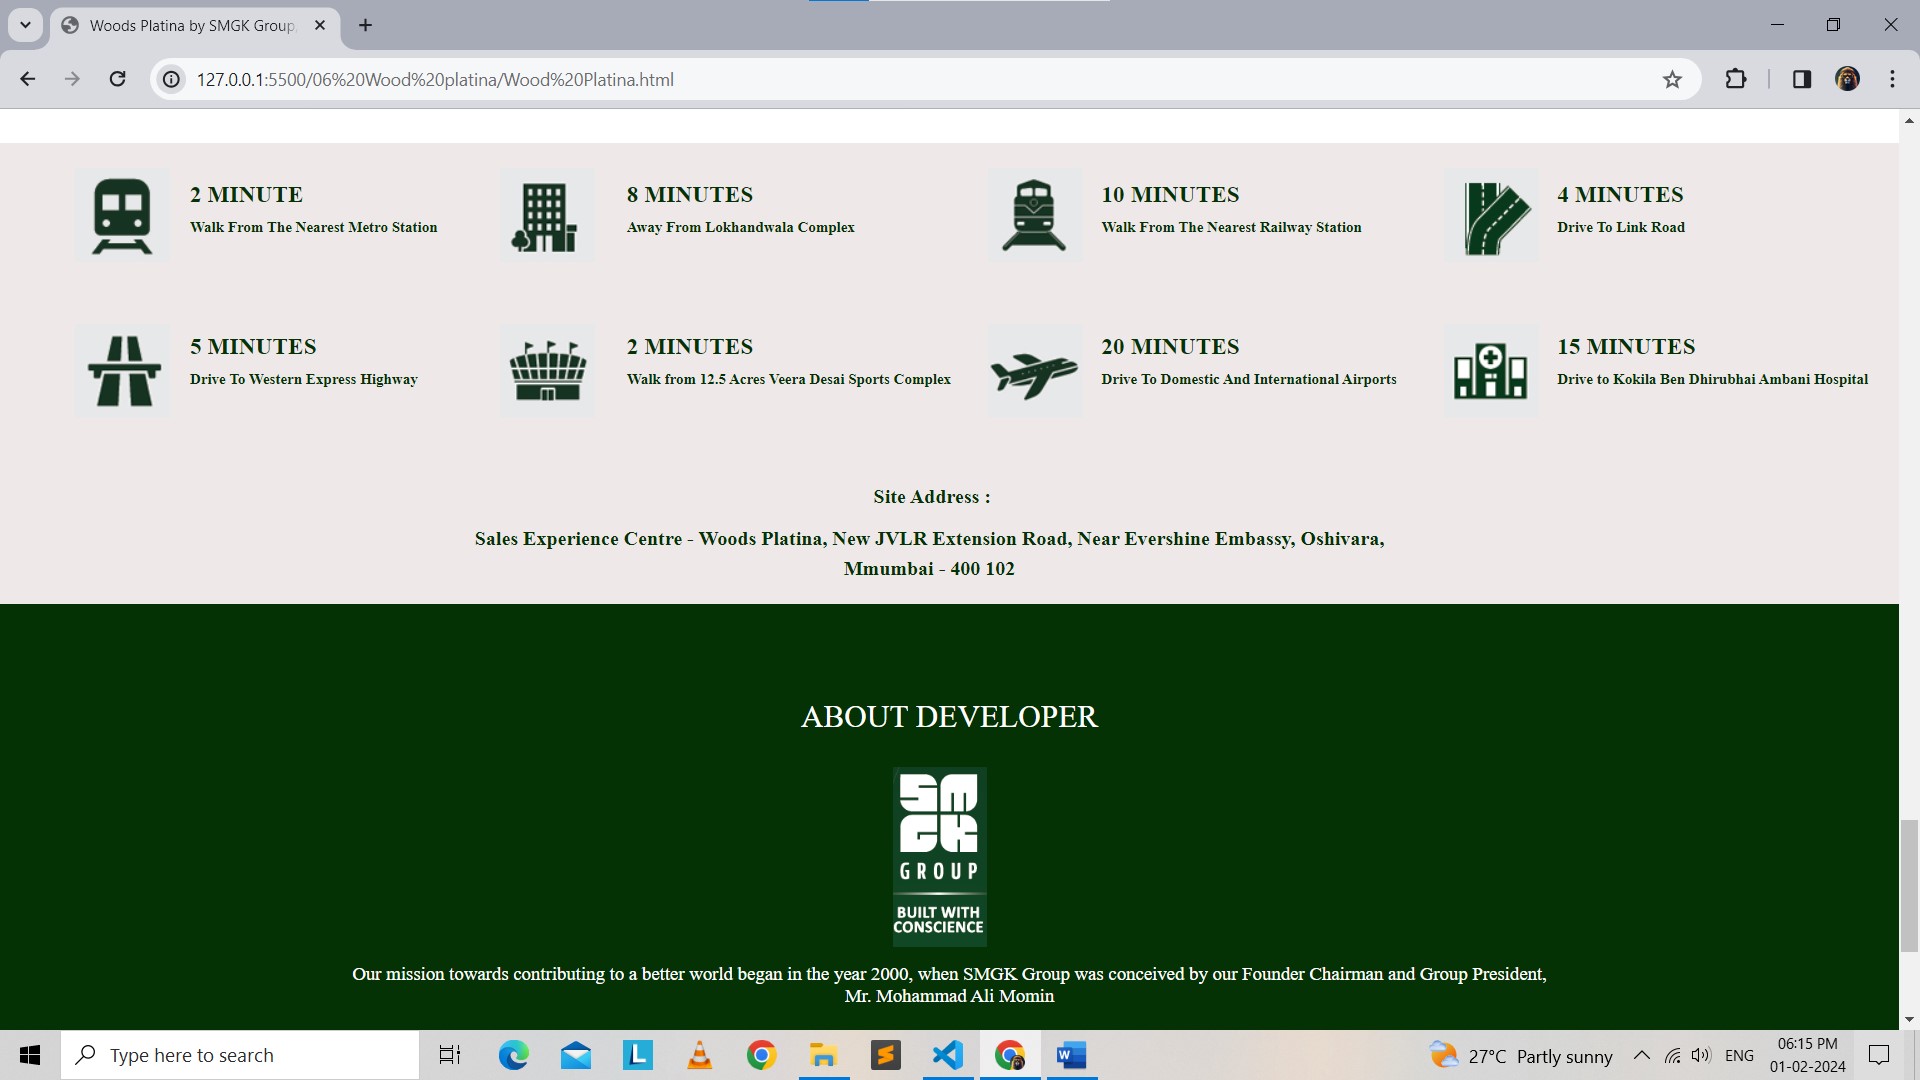 Woods Platina by SMGK Group,
127.0.0.1:5500/06%20Wood%20platina/Wood%20Platina.html
2 MINUTE
Walk From The Nearest Metro Station
8 MINUTES
Away From Lokhandwala Complex
10 MINUTES
Walk From The Nearest Railway Station
4 MINUTES
Drive To Link Road
5 MINUTES
Drive To Western Express Highway
2 MINUTES
Walk from 12.5 Acres Veera Desai Sports Complex
20 MINUTES
Drive To Domestic And International Airports
15 MINUTES
Drive to Kokila Ben Dhirubhai Ambani Hospital
Site Address :
Sales Experience Centre - Woods Platina, New JVLR Extension Road, Near Evershine Embassy, Oshivara,
Mmumbai - 400 102
ABOUT DEVELOPER
SM
GK
GROUP
BUILT WITH
CONSCIENCE
Our mission towards contributing to a better world began in the year 2000, when SMGK Group was conceived by our Founder Chairman and Group President,
Mr. Mohammad Ali Momin
Type here to search
L
S
W
27°C Partly sunny
ENG
06:15 PM
01-02-2024